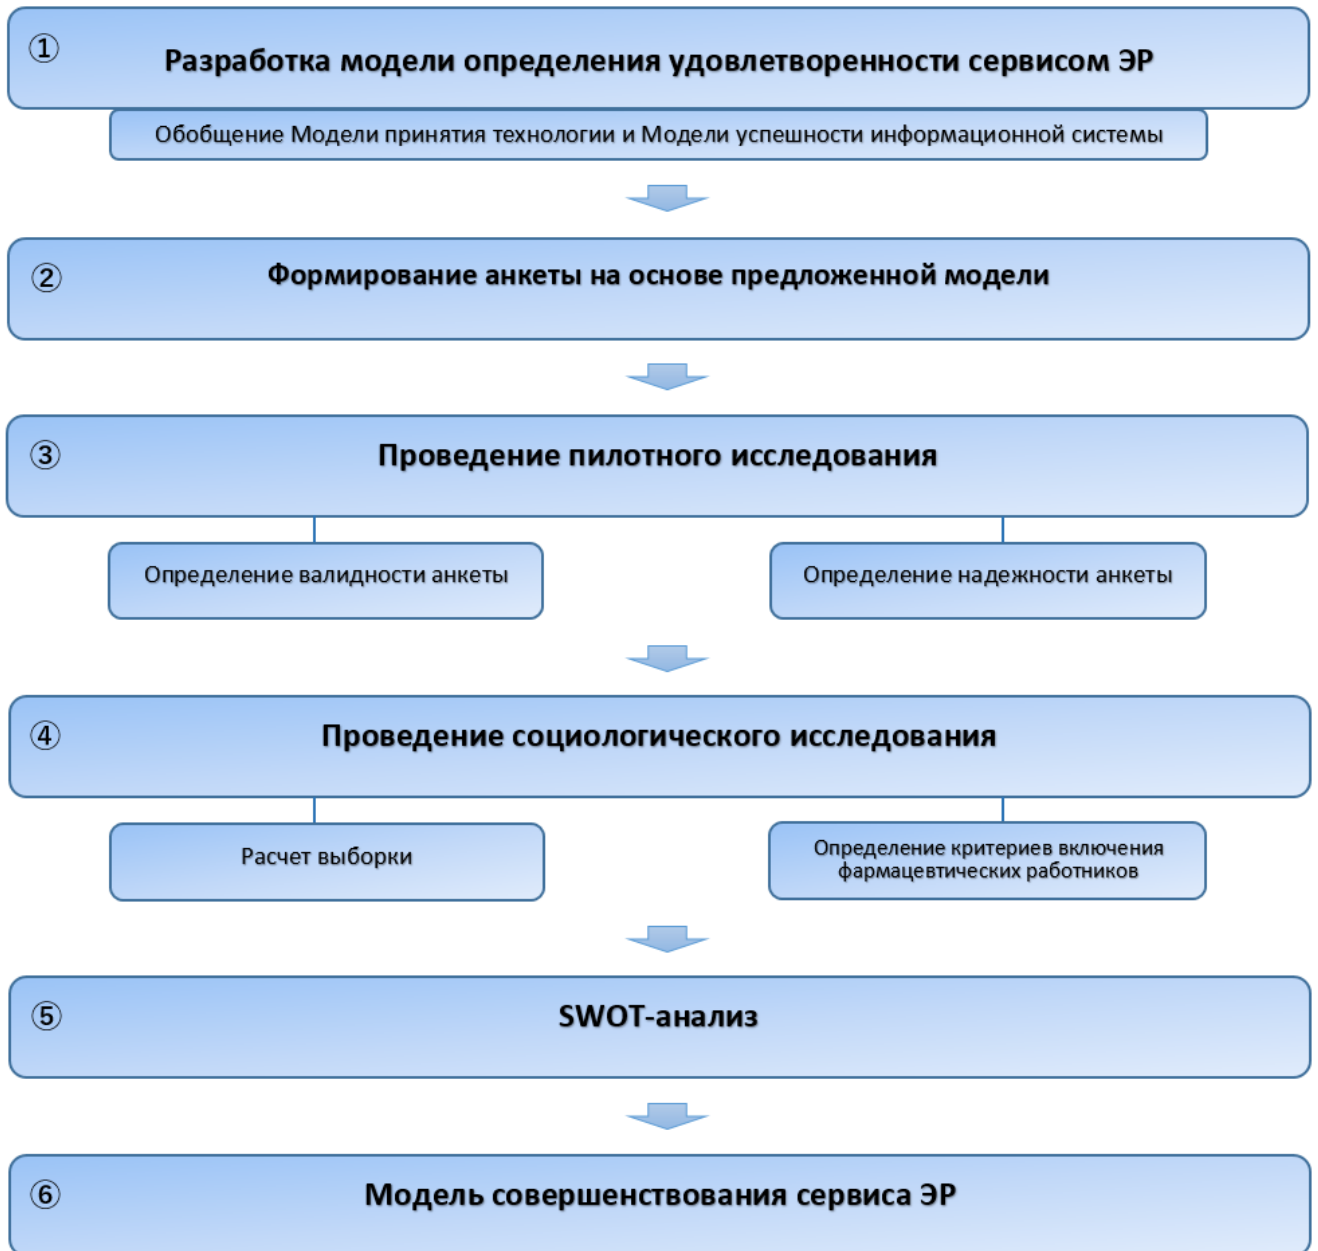 ①
Разработка модели определения удовлетворенности сервисом ЭР
Обобщение Модели принятия технологии и Модели успешности информационной системы
②
Формирование анкеты на основе предложенной модели
③
Проведение пилотного исследования
Определение валидности анкеты
Определение надежности анкеты
④
Проведение социологического исследования
Расчет выборки
Определение критериев включения
фармацевтических работников
⑤
SWOT-анализ
⑥
Модель совершенствования сервиса ЭР